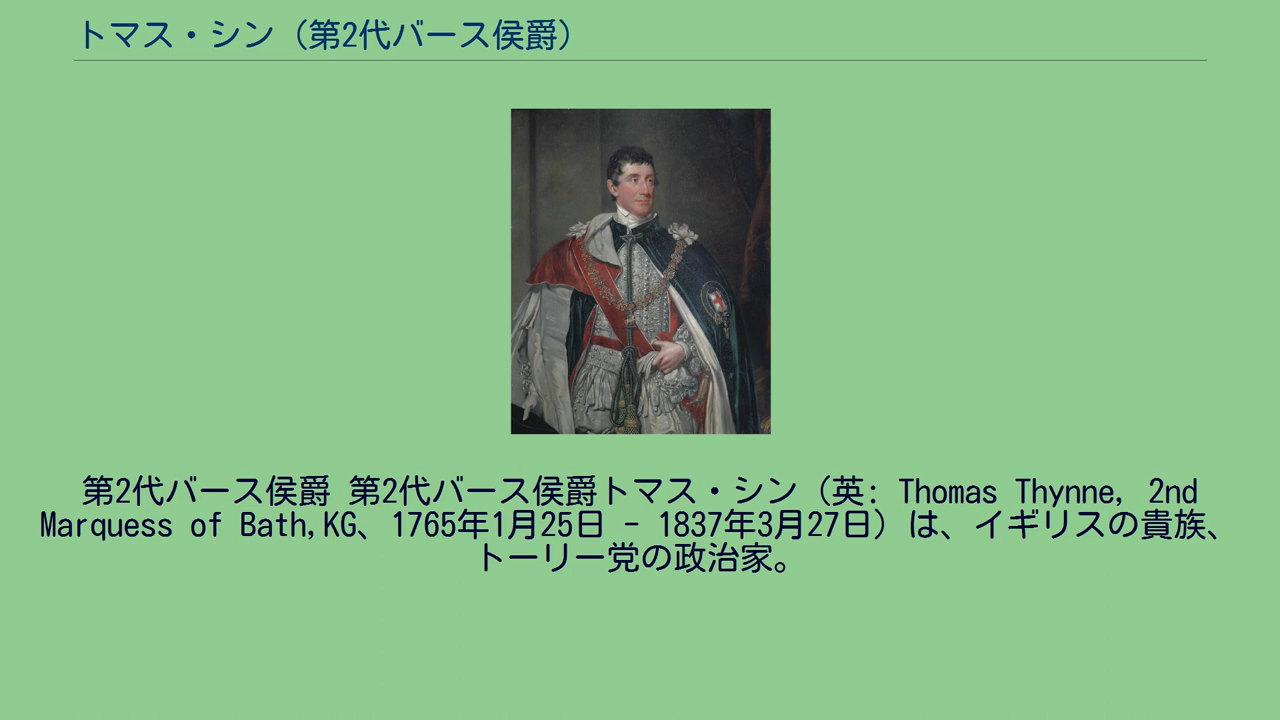 トマス・シン（第2代バース侯爵）
第2代バース侯爵 第2代バース侯爵トマス・シン（英: Thomas Thynne, 2nd
Marquess of Bath,KG、1765年1月25日 - 1837年3月27日）は、イギリスの貴族、
トーリー党の政治家。